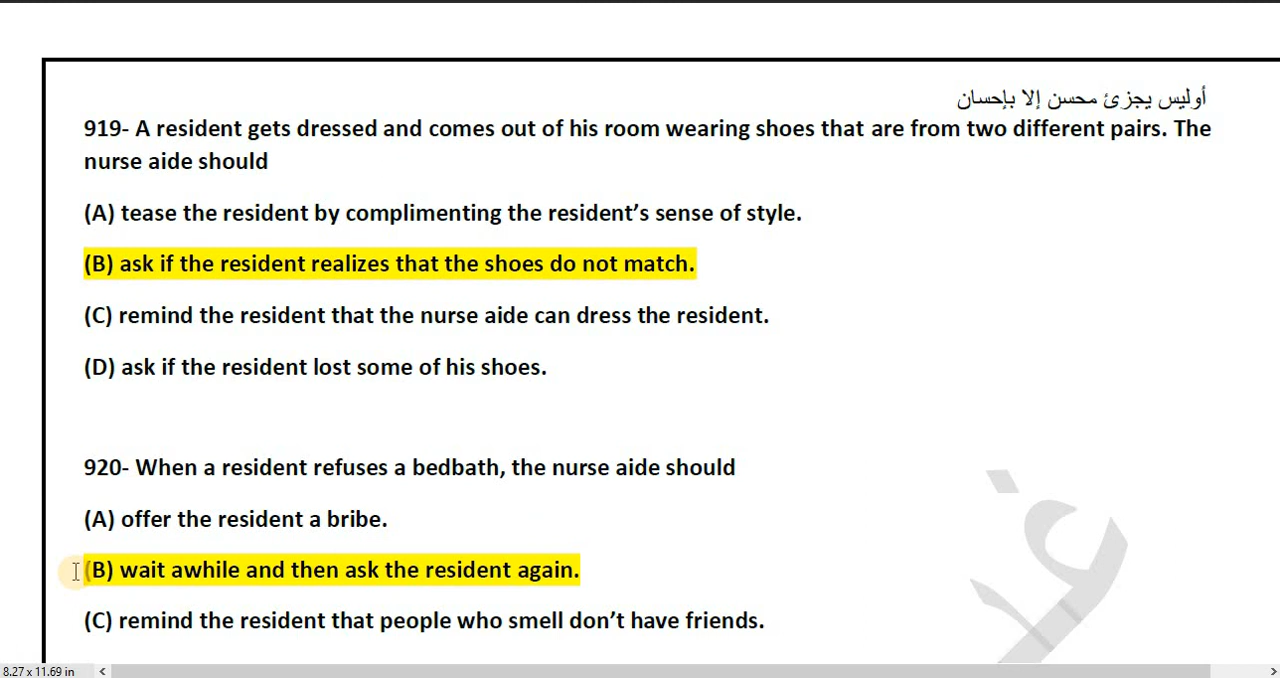 أوليس يجزئ محسن إلا بإحسان
919- A resident gets dressed and comes out of his room wearing shoes that are from two different pairs. The
nurse aide should
(A) tease the resident by complimenting the resident’s sense of style.
(B) ask if the resident realizes that the shoes do not match.
(C) remind the resident that the nurse aide can dress the resident.
(D) ask if the resident lost some of his shoes.
920- When a resident refuses a bedbath, the nurse aide should
(A) offer the resident a bribe.
(B) wait awhile and then ask the resident again.
(C) remind the resident that people who smell don’t have friends.
8.27 x 11.69 in